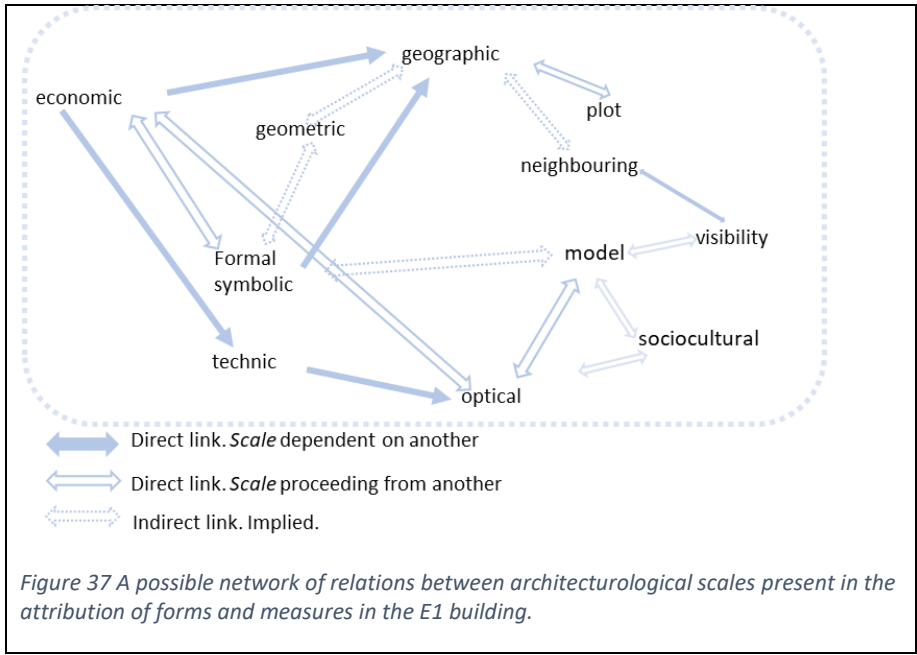 geographic
economic
plot
geometric
neighbouring
visibility
model
Formal
symbolic
sociocultural
technic
optical
Direct link. Scale dependent on another
Direct link. Scale proceeding from another
Indirect link. Implied.
Figure 37 A possible network of relations between architecturological scales present in the
attribution of forms and measures in the E1 building.